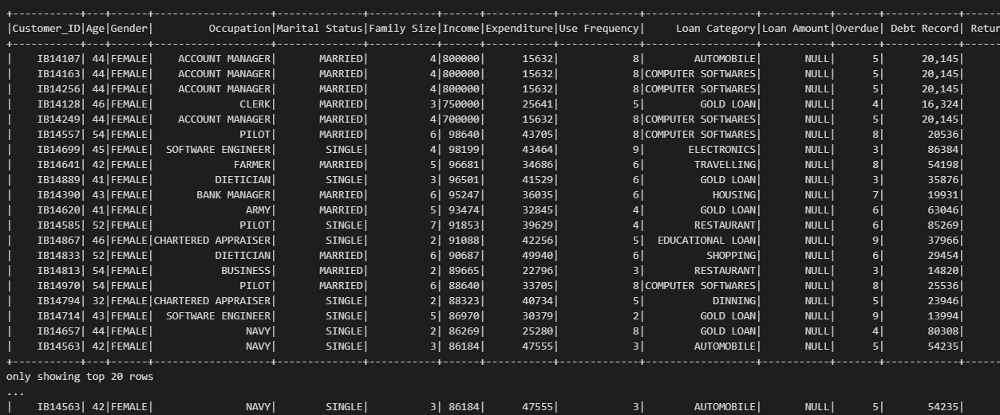 +-----------+---+------+-------------------+--------------+-----------+------+-----------+-------------+------------------+-----------+-------+------------+------
|Customer_ID|Age|Gender|         Occupation|Marital Status|Family Size|Income|Expenditure|Use Frequency|     Loan Category|Loan Amount|Overdue| Debt Record| Retur
+-----------+---+------+-------------------+--------------+-----------+------+-----------+-------------+------------------+-----------+-------+------------+------
|    IB14107| 44|FEMALE|    ACCOUNT MANAGER|       MARRIED|          4|800000|      15632|            8|        AUTOMOBILE|       NULL|      5|      20,145|
|    IB14163| 44|FEMALE|    ACCOUNT MANAGER|       MARRIED|          4|800000|      15632|            8|COMPUTER SOFTWARES|       NULL|      5|      20,145|
|    IB14256| 44|FEMALE|    ACCOUNT MANAGER|       MARRIED|          4|800000|      15632|            8|COMPUTER SOFTWARES|       NULL|      5|      20,145|
|    IB14128| 46|FEMALE|              CLERK|       MARRIED|          3|750000|      25641|            5|         GOLD LOAN|       NULL|      4|      16,324|
|    IB14249| 44|FEMALE|    ACCOUNT MANAGER|       MARRIED|          4|700000|      15632|            8|COMPUTER SOFTWARES|       NULL|      5|      20,145|
|    IB14557| 54|FEMALE|              PILOT|       MARRIED|          6| 98640|      43705|            8|COMPUTER SOFTWARES|       NULL|      8|       20536|
|    IB14699| 45|FEMALE|  SOFTWARE ENGINEER|        SINGLE|          4| 98199|      43464|            9|       ELECTRONICS|       NULL|      3|       86384|
|    IB14641| 42|FEMALE|             FARMER|       MARRIED|          5| 96681|      34686|            6|        TRAVELLING|       NULL|      8|       54198|
|    IB14889| 41|FEMALE|          DIETICIAN|        SINGLE|          3| 96501|      41529|            6|         GOLD LOAN|       NULL|      3|       35876|
|    IB14390| 43|FEMALE|       BANK MANAGER|       MARRIED|          6| 95247|      36035|            6|           HOUSING|       NULL|      7|       19931|
|    IB14620| 41|FEMALE|               ARMY|       MARRIED|          5| 93474|      32845|            4|         GOLD LOAN|       NULL|      6|       63046|
|    IB14585| 52|FEMALE|              PILOT|        SINGLE|          7| 91853|      39629|            4|        RESTAURANT|       NULL|      6|       85269|
|    IB14867| 46|FEMALE|CHARTERED APPRAISER|        SINGLE|          2| 91088|      42256|            5|  EDUCATIONAL LOAN|       NULL|      9|       37966|
|    IB14833| 52|FEMALE|          DIETICIAN|       MARRIED|          6| 90687|      49940|            6|          SHOPPING|       NULL|      6|       29454|
|    IB14813| 54|FEMALE|           BUSINESS|       MARRIED|          2| 89665|      22796|            3|        RESTAURANT|       NULL|      3|       14820|
|    IB14970| 54|FEMALE|              PILOT|       MARRIED|          6| 88640|      33705|            8|COMPUTER SOFTWARES|       NULL|      8|       25536|
|    IB14794| 32|FEMALE|CHARTERED APPRAISER|        SINGLE|          2| 88323|      40734|            5|           DINNING|       NULL|      5|       23946|
|    IB14714| 43|FEMALE|  SOFTWARE ENGINEER|        SINGLE|          5| 86970|      30379|            2|         GOLD LOAN|       NULL|      9|       13994|
|    IB14657| 44|FEMALE|               NAVY|        SINGLE|          2| 86269|      25280|            8|         GOLD LOAN|       NULL|      4|       80308|
|    IB14563| 42|FEMALE|               NAVY|        SINGLE|          3| 86184|      47555|            3|        AUTOMOBILE|       NULL|      5|       54235|
+-----------+---+------+-------------------+--------------+-----------+------+-----------+-------------+------------------+-----------+-------+------------+------
only showing top 20 rows
...
|    IB14563| 42|FEMALE|               NAVY|        SINGLE|          3| 86184|      47555|            3|        AUTOMOBILE|       NULL|      5|       54235|